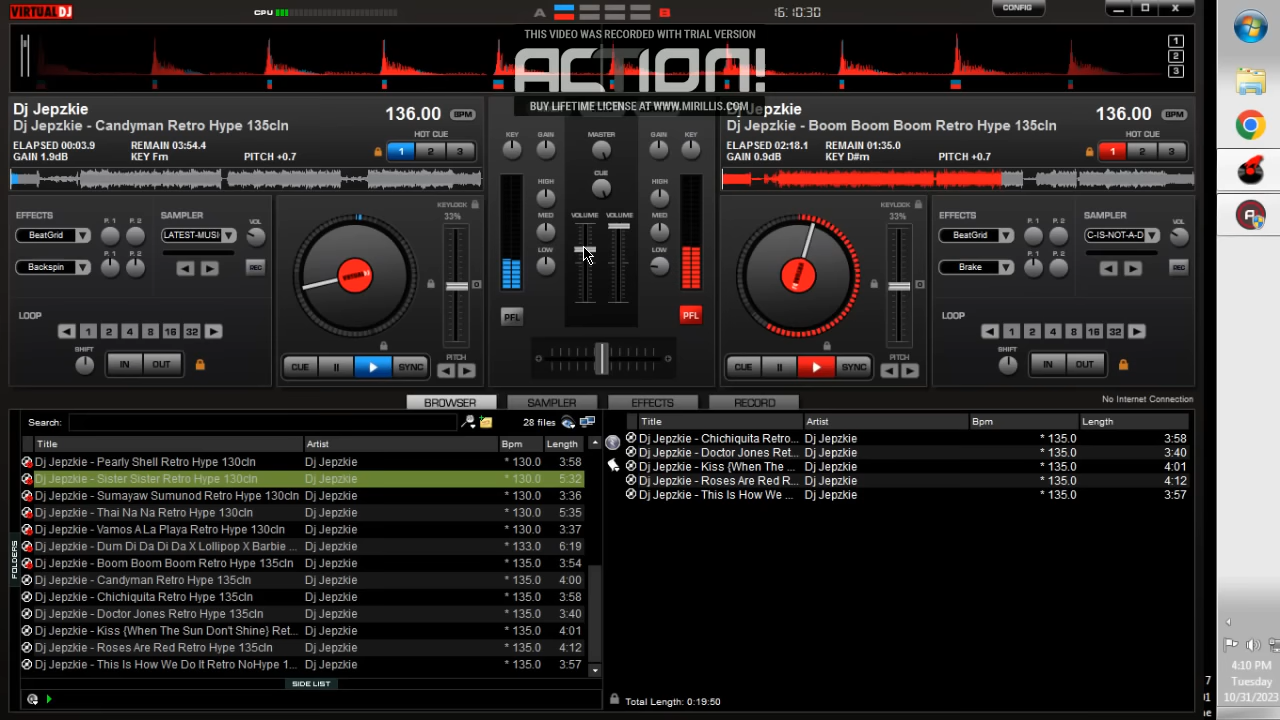 VIRTUAL DJ
CPU
A
B
16:10:30
CONFIG
X
THIS VIDEO WAS RECORDED WITH TRIAL VERSION
ACTION!
BUY LIFETIME LICENSE AT WWW.MIRILLIS.COM
1
2
3
Dj Jepzkie
Dj Jepzkie - Candyman Retro Hype 135cln
136.00 BPM
HOT CUE
ELAPSED 00:03.9 REMAIN 03:54.4
GAIN 1.9dB KEY Fm PITCH +0.7
1 2 3
KEY GAIN MASTER GAIN KEY
CUE
HIGH HIGH
VOLUME VOLUME
MED MED
LOW LOW
PFL PFL
Jepzkie
Dj Jepzkie - Boom Boom Boom Retro Hype 135cln
136.00 BPM
HOT CUE
ELAPSED 02:18.1 REMAIN 01:35.0
GAIN 0.9dB KEY D#m PITCH +0.7
1 2 3
EFFECTS P. 1 P. 2 SAMPLER VOL
BeatGrid LATEST-MUSI
Backspin REC
LOOP
1 2 4 8 16 32
SHIFT IN OUT
KEYLOCK
33%
CUE II SYNC PITCH
KEYLOCK
33%
CUE II SYNC PITCH
EFFECTS P. 1 P. 2 SAMPLER VOL
BeatGrid C-IS-NOT-A-D
Brake REC
LOOP
1 2 4 8 16 32
SHIFT IN OUT
BROWSER SAMPLER EFFECTS RECORD
No Internet Connection
Search: 28 files
Title Artist Bpm Length
Dj Jepzkie - Pearly Shell Retro Hype 130cln Dj Jepzkie * 130.0 3:58
Dj Jepzkie - Sister Sister Retro Hype 130cln Dj Jepzkie * 130.0 5:32
Dj Jepzkie - Sumayaw Sumunod Retro Hype 130cln Dj Jepzkie * 130.0 3:36
Dj Jepzkie - Thai Na Na Retro Hype 130cln Dj Jepzkie * 130.0 5:35
Dj Jepzkie - Vamos A La Playa Retro Hype 130cln Dj Jepzkie * 130.0 3:37
Dj Jepzkie - Dum Di Da Di Da X Lollipop X Barbie ... Dj Jepzkie * 133.0 6:19
Dj Jepzkie - Boom Boom Boom Retro Hype 135cln Dj Jepzkie * 135.0 3:54
Dj Jepzkie - Candyman Retro Hype 135cln Dj Jepzkie * 135.0 4:00
Dj Jepzkie - Chichiquita Retro Hype 135cln Dj Jepzkie * 135.0 3:58
Dj Jepzkie - Doctor Jones Retro Hype 135cln Dj Jepzkie * 135.0 3:40
Dj Jepzkie - Kiss {When The Sun Don't Shine} Ret... Dj Jepzkie * 135.0 4:01
Dj Jepzkie - Roses Are Red Retro Hype 135cln Dj Jepzkie * 135.0 4:12
Dj Jepzkie - This Is How We Do It Retro NoHype 1... Dj Jepzkie * 135.0 3:57
FOLDERS
SIDE LIST
Title Artist Bpm Length
Dj Jepzkie - Chichiquita Retro... Dj Jepzkie * 135.0 3:58
Dj Jepzkie - Doctor Jones Ret... Dj Jepzkie * 135.0 3:40
Dj Jepzkie - Kiss {When The ... Dj Jepzkie * 135.0 4:01
Dj Jepzkie - Roses Are Red R... Dj Jepzkie * 135.0 4:12
Dj Jepzkie - This Is How We ... Dj Jepzkie * 135.0 3:57
Total Length: 0:19:50
4:10 PM
Tuesday
10/31/2023